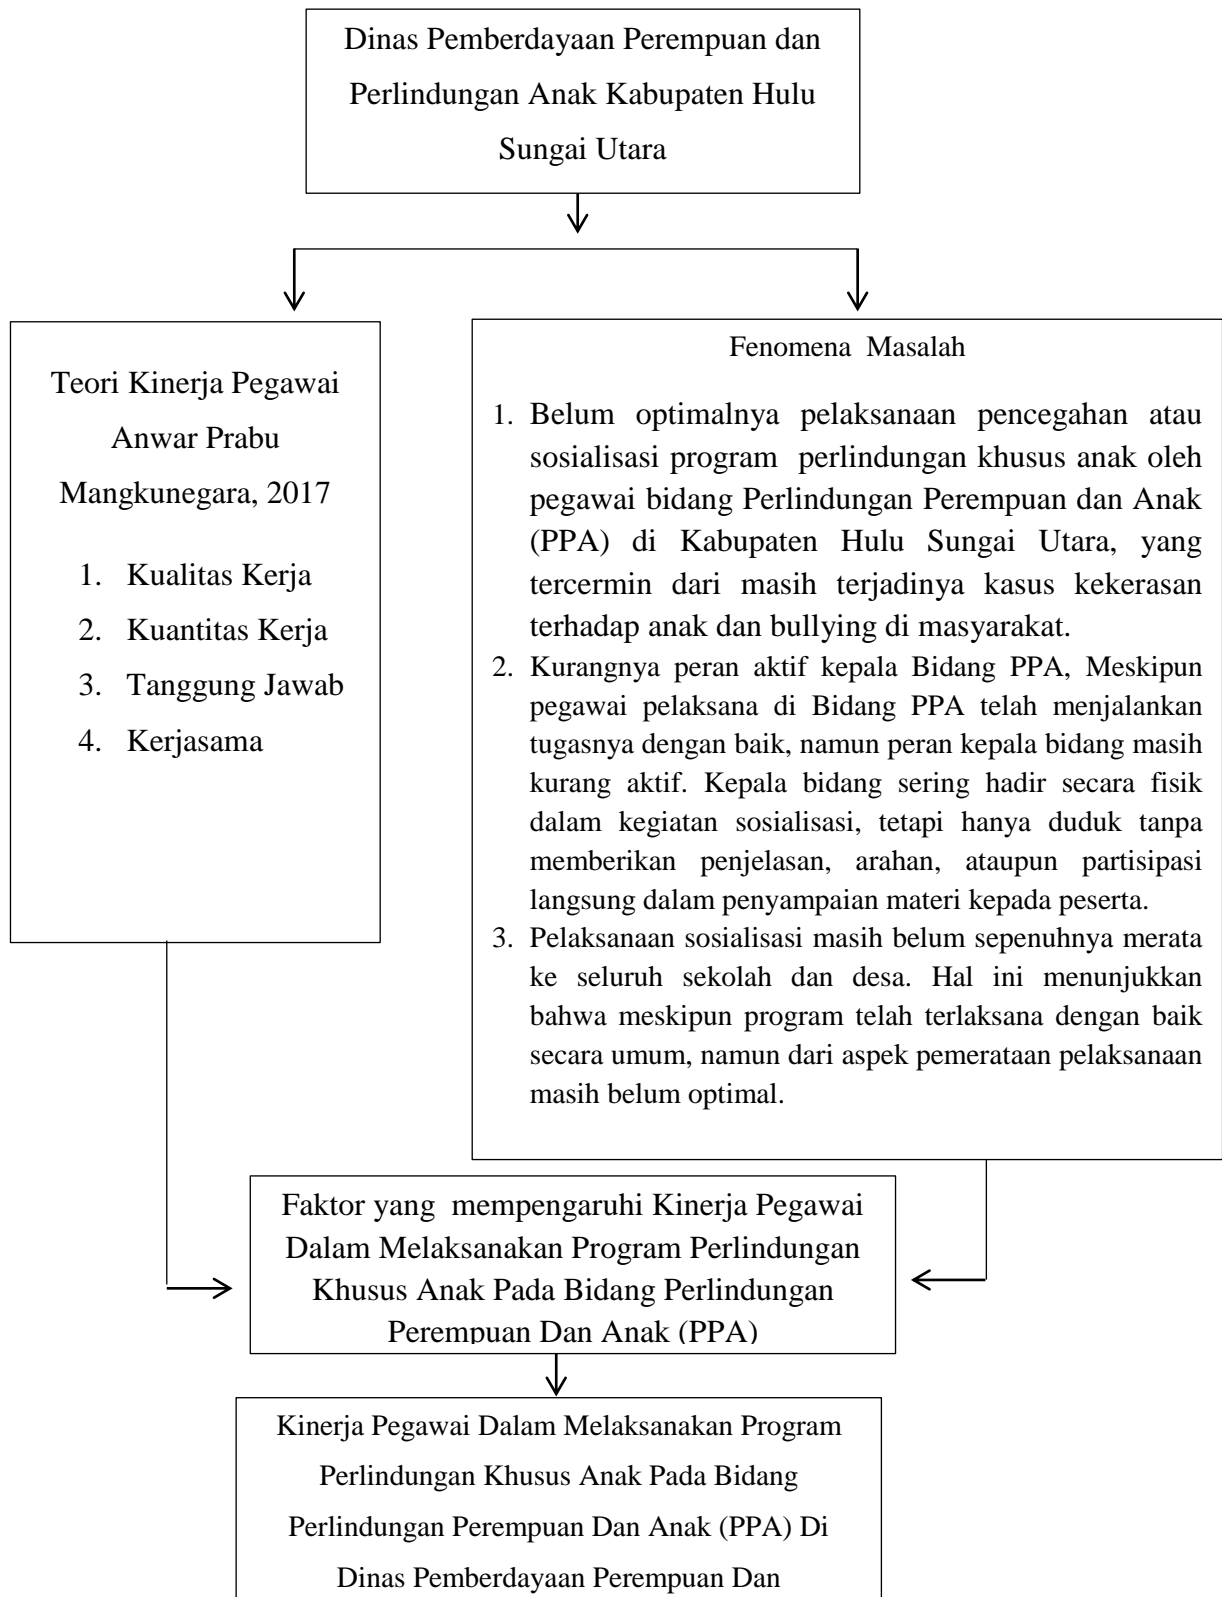 Dinas Pemberdayaan Perempuan dan
Perlindungan Anak Kabupaten Hulu
Sungai Utara
Teori Kinerja Pegawai
Anwar Prabu
Mangkunegara, 2017
1. Kualitas Kerja
2. Kuantitas Kerja
3. Tanggung Jawab
4. Kerjasama
Fenomena Masalah
1. Belum optimalnya pelaksanaan pencegahan atau
sosialisasi program perlindungan khusus anak oleh
pegawai bidang Perlindungan Perempuan dan Anak
(PPA) di Kabupaten Hulu Sungai Utara, yang
tercermin dari masih terjadinya kasus kekerasan
terhadap anak dan bullying di masyarakat.
2. Kurangnya peran aktif kepala Bidang PPA, Meskipun
pegawai pelaksana di Bidang PPA telah menjalankan
tugasnya dengan baik, namun peran kepala bidang masih
kurang aktif. Kepala bidang sering hadir secara fisik
dalam kegiatan sosialisasi, tetapi hanya duduk tanpa
memberikan penjelasan, arahan, ataupun partisipasi
langsung dalam penyampaian materi kepada peserta.
3. Pelaksanaan sosialisasi masih belum sepenuhnya merata
ke seluruh sekolah dan desa. Hal ini menunjukkan
bahwa meskipun program telah terlaksana dengan baik
secara umum, namun dari aspek pemerataan pelaksanaan
masih belum optimal.
Faktor yang mempengaruhi Kinerja Pegawai
Dalam Melaksanakan Program Perlindungan
Khusus Anak Pada Bidang Perlindungan
Perempuan Dan Anak (PPA)
Kinerja Pegawai Dalam Melaksanakan Program
Perlindungan Khusus Anak Pada Bidang
Perlindungan Perempuan Dan Anak (PPA) Di
Dinas Pemberdayaan Perempuan Dan